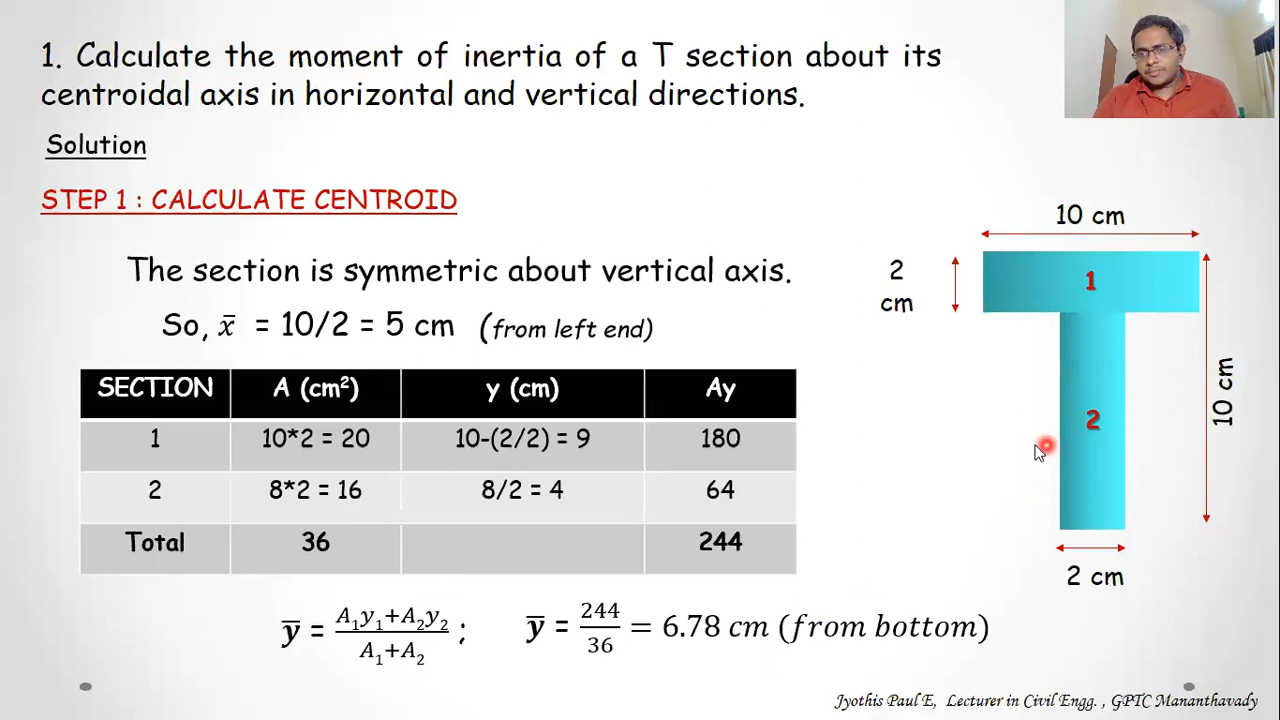 1. Calculate the moment of inertia of a T section about its
centroidal axis in horizontal and vertical directions.
Solution
STEP 1 : CALCULATE CENTROID
The section is symmetric about vertical axis.
So, x̄ = 10/2 = 5 cm (from left end)
SECTION A (cm²) y (cm) Ay
1 10*2 = 20 10-(2/2) = 9 180
2 8*2 = 16 8/2 = 4 64
Total 36 244
ȳ = A₁y₁+A₂y₂ / A₁+A₂ ; ȳ = 244/36 = 6.78 cm (from bottom)
10 cm
2
cm
1
2
10 cm
2 cm
Jyothis Paul E, Lecturer in Civil Engg. , GPTC Mananthavady